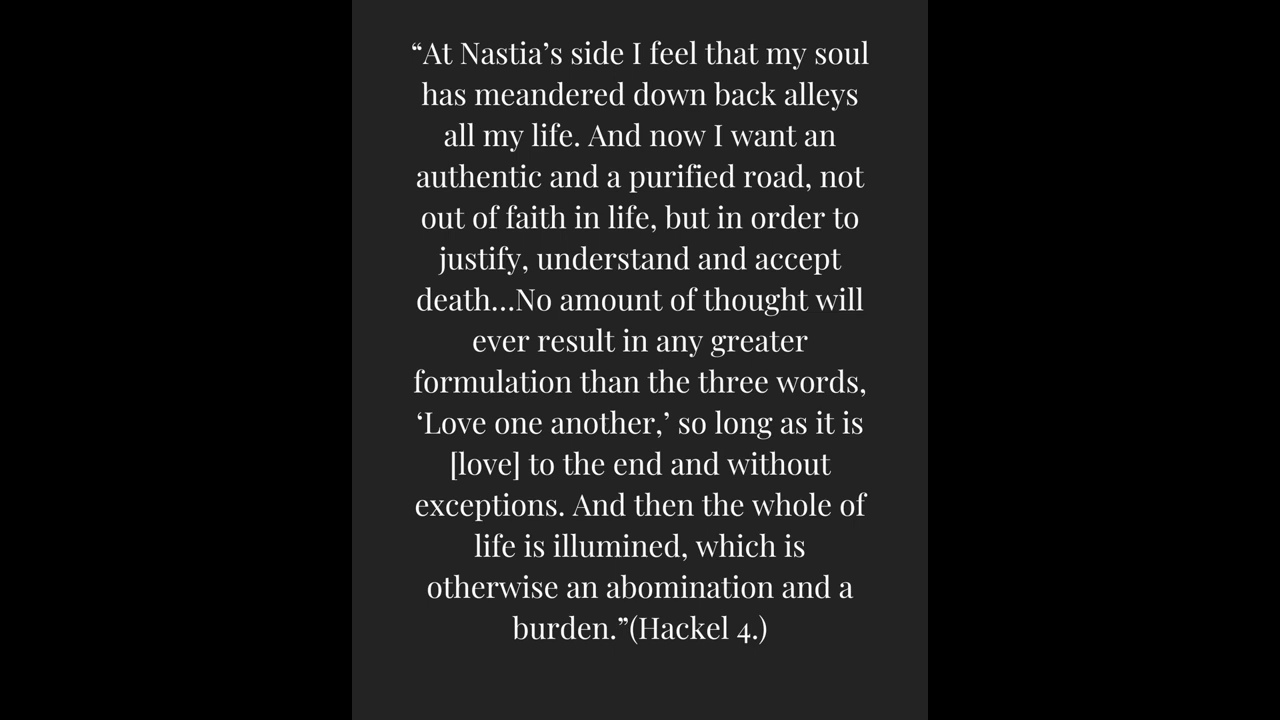 “At Nastia’s side I feel that my soul
has meandered down back alleys
all my life. And now I want an
authentic and a purified road, not
out of faith in life, but in order to
justify, understand and accept
death...No amount of thought will
ever result in any greater
formulation than the three words,
‘Love one another,’ so long as it is
[love] to the end and without
exceptions. And then the whole of
life is illumined, which is
otherwise an abomination and a
burden.”(Hackel 4.)